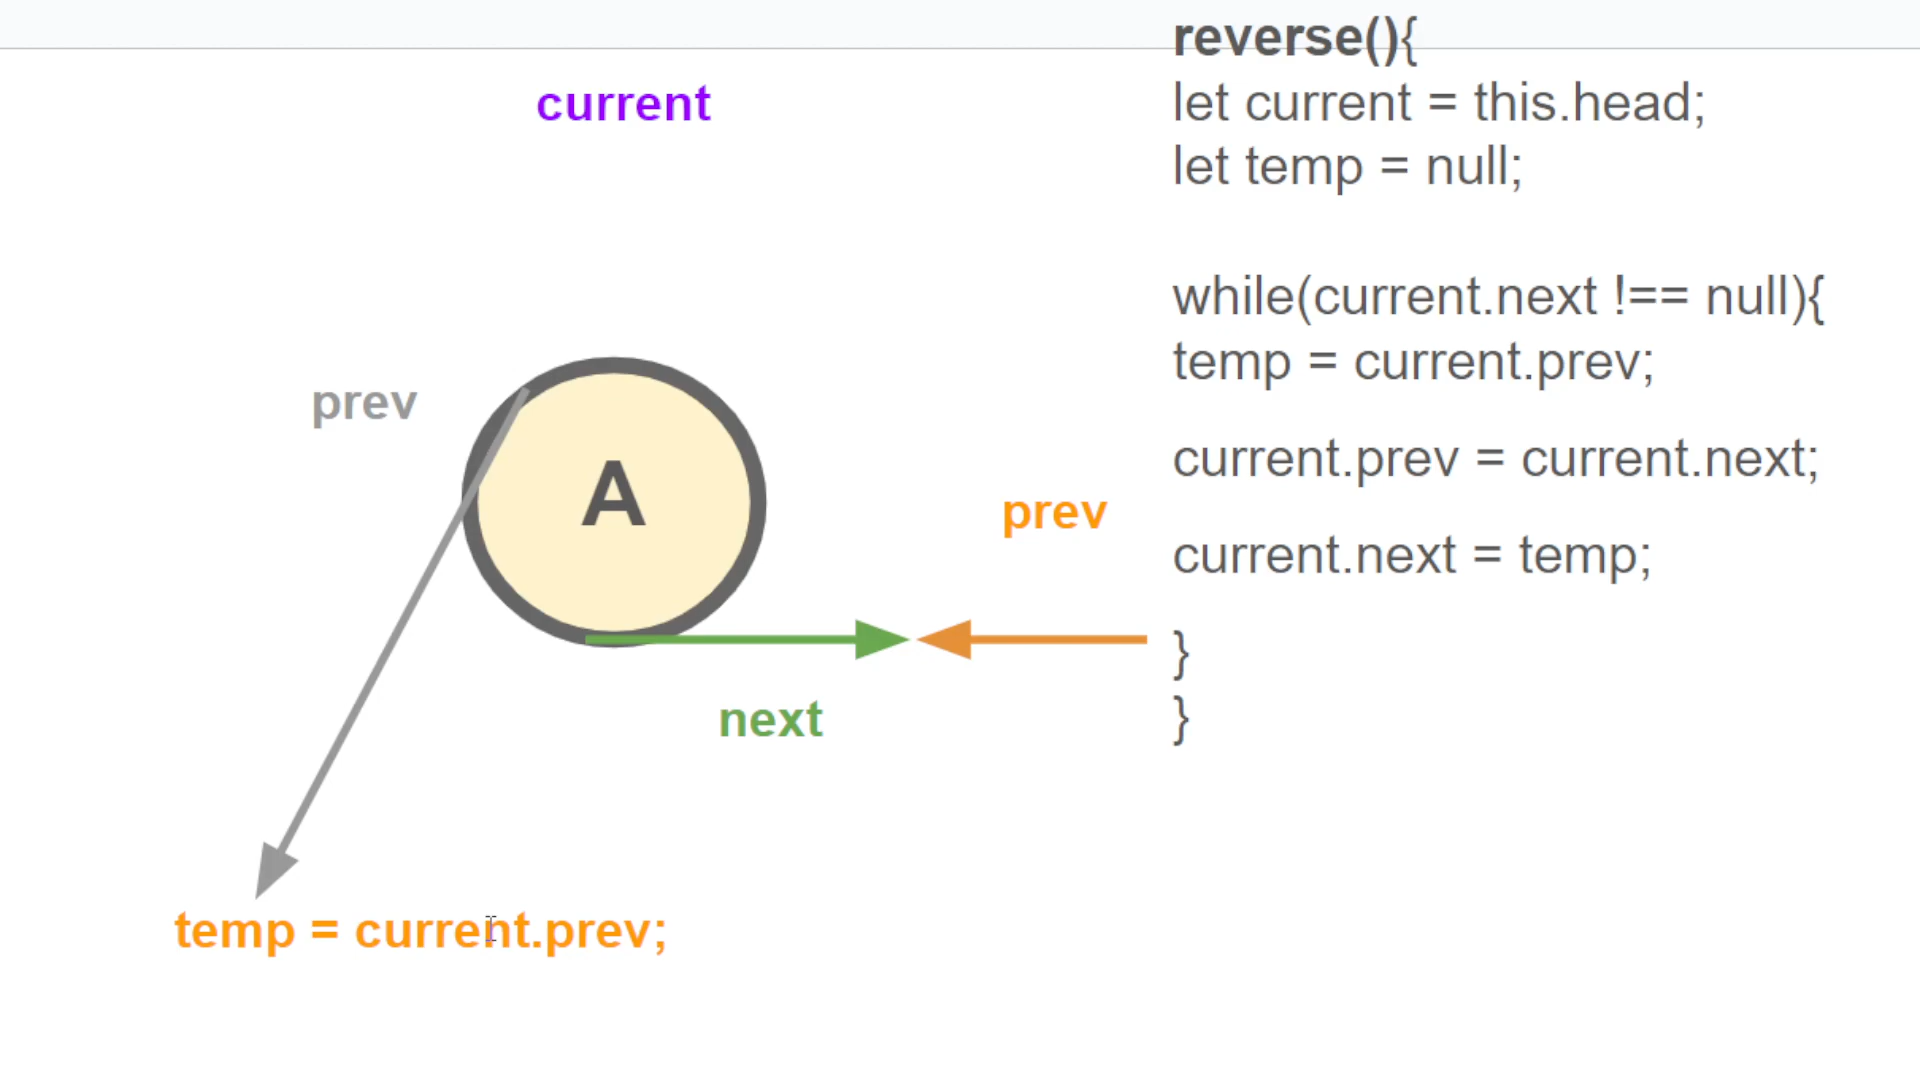 reverse(){
let current = this.head;
let temp = null;
while(current.next !== null){
temp = current.prev;
current.prev = current.next;
current.next = temp;
}
}
current
prev
A
prev
next
temp = current.prev;